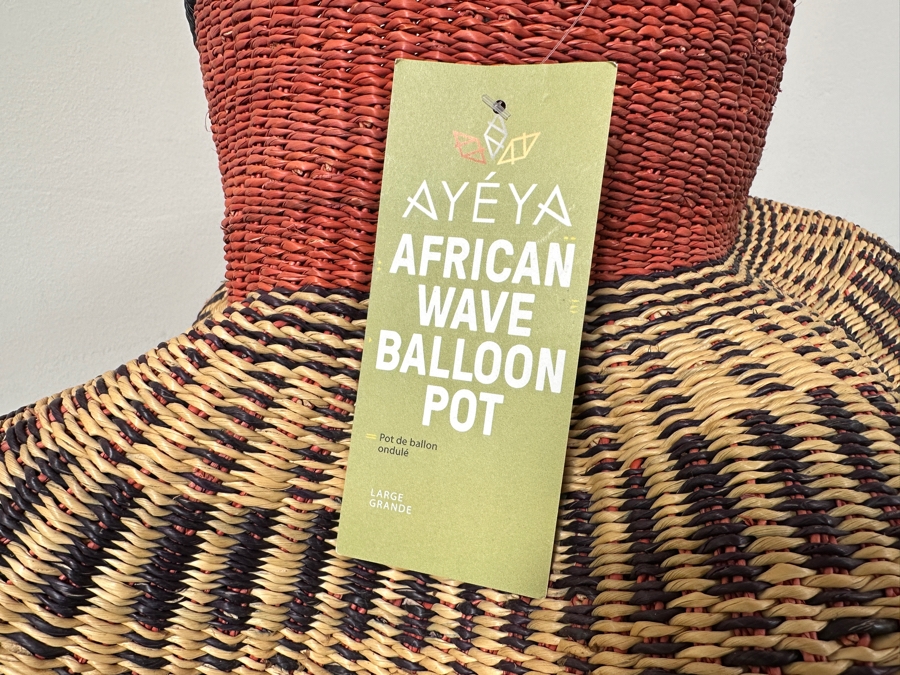 AYÉYA
AFRICAN
WAVE
BALLOON
POT
Pot de ballon
ondulé
LARGE
GRANDE